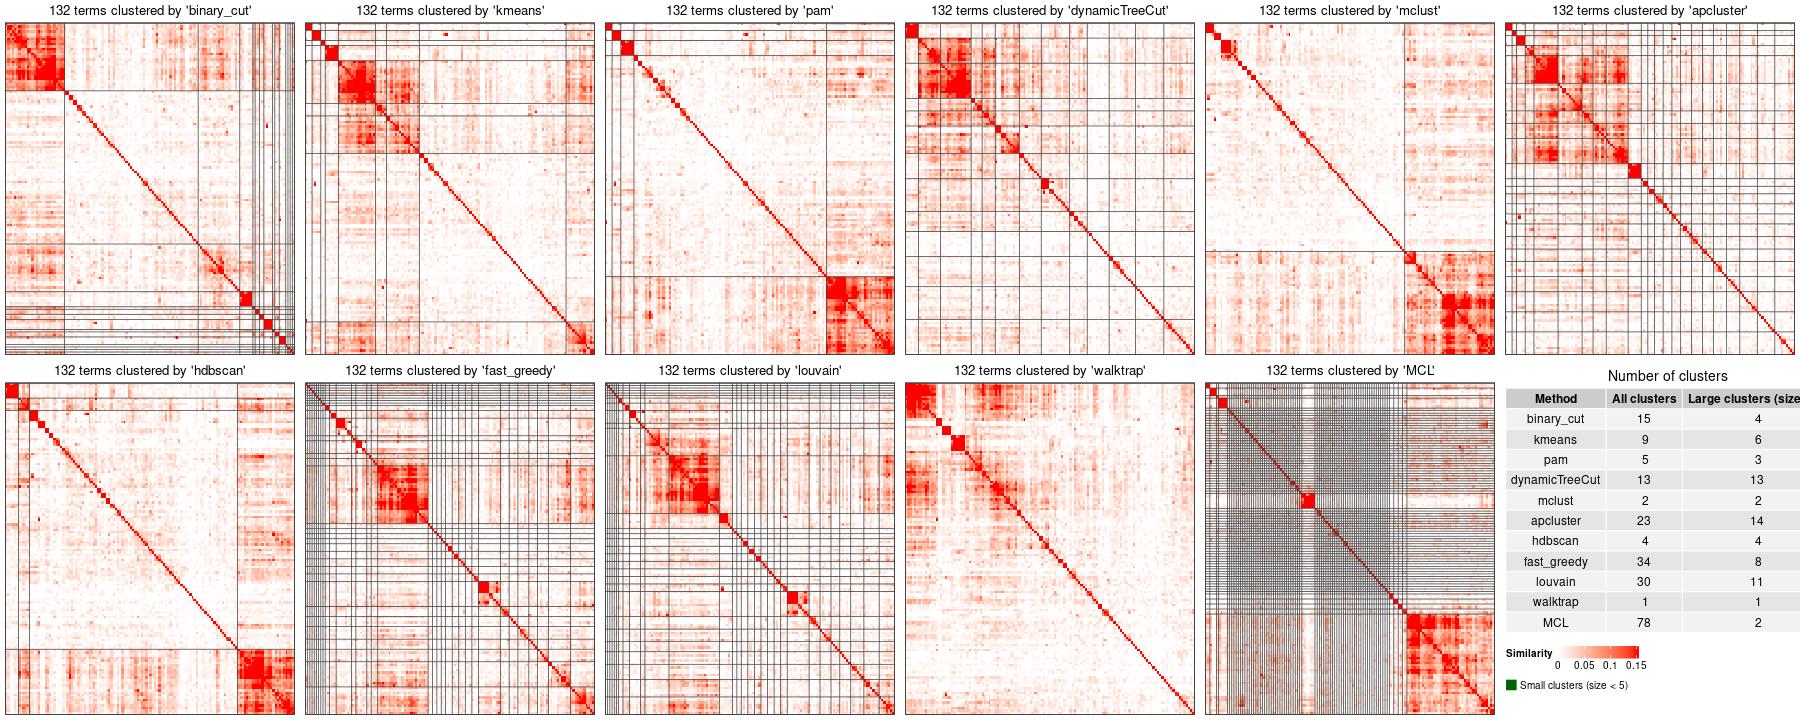 132 terms clustered by 'binary_cut'
132 terms clustered by 'kmeans'
132 terms clustered by 'pam'
132 terms clustered by 'dynamicTreeCut'
132 terms clustered by 'mclust'
132 terms clustered by 'apcluster'
132 terms clustered by 'hdbscan'
132 terms clustered by 'fast_greedy'
132 terms clustered by 'louvain'
132 terms clustered by 'walktrap'
132 terms clustered by 'MCL'
Number of clusters
Method All clusters Large clusters (size
binary_cut 15 4
kmeans 9 6
pam 5 3
dynamicTreeCut 13 13
mclust 2 2
apcluster 23 14
hdbscan 4 4
fast_greedy 34 8
louvain 30 11
walktrap 1 1
MCL 78 2
Similarity
0 0.05 0.1 0.15
Small clusters (size < 5)